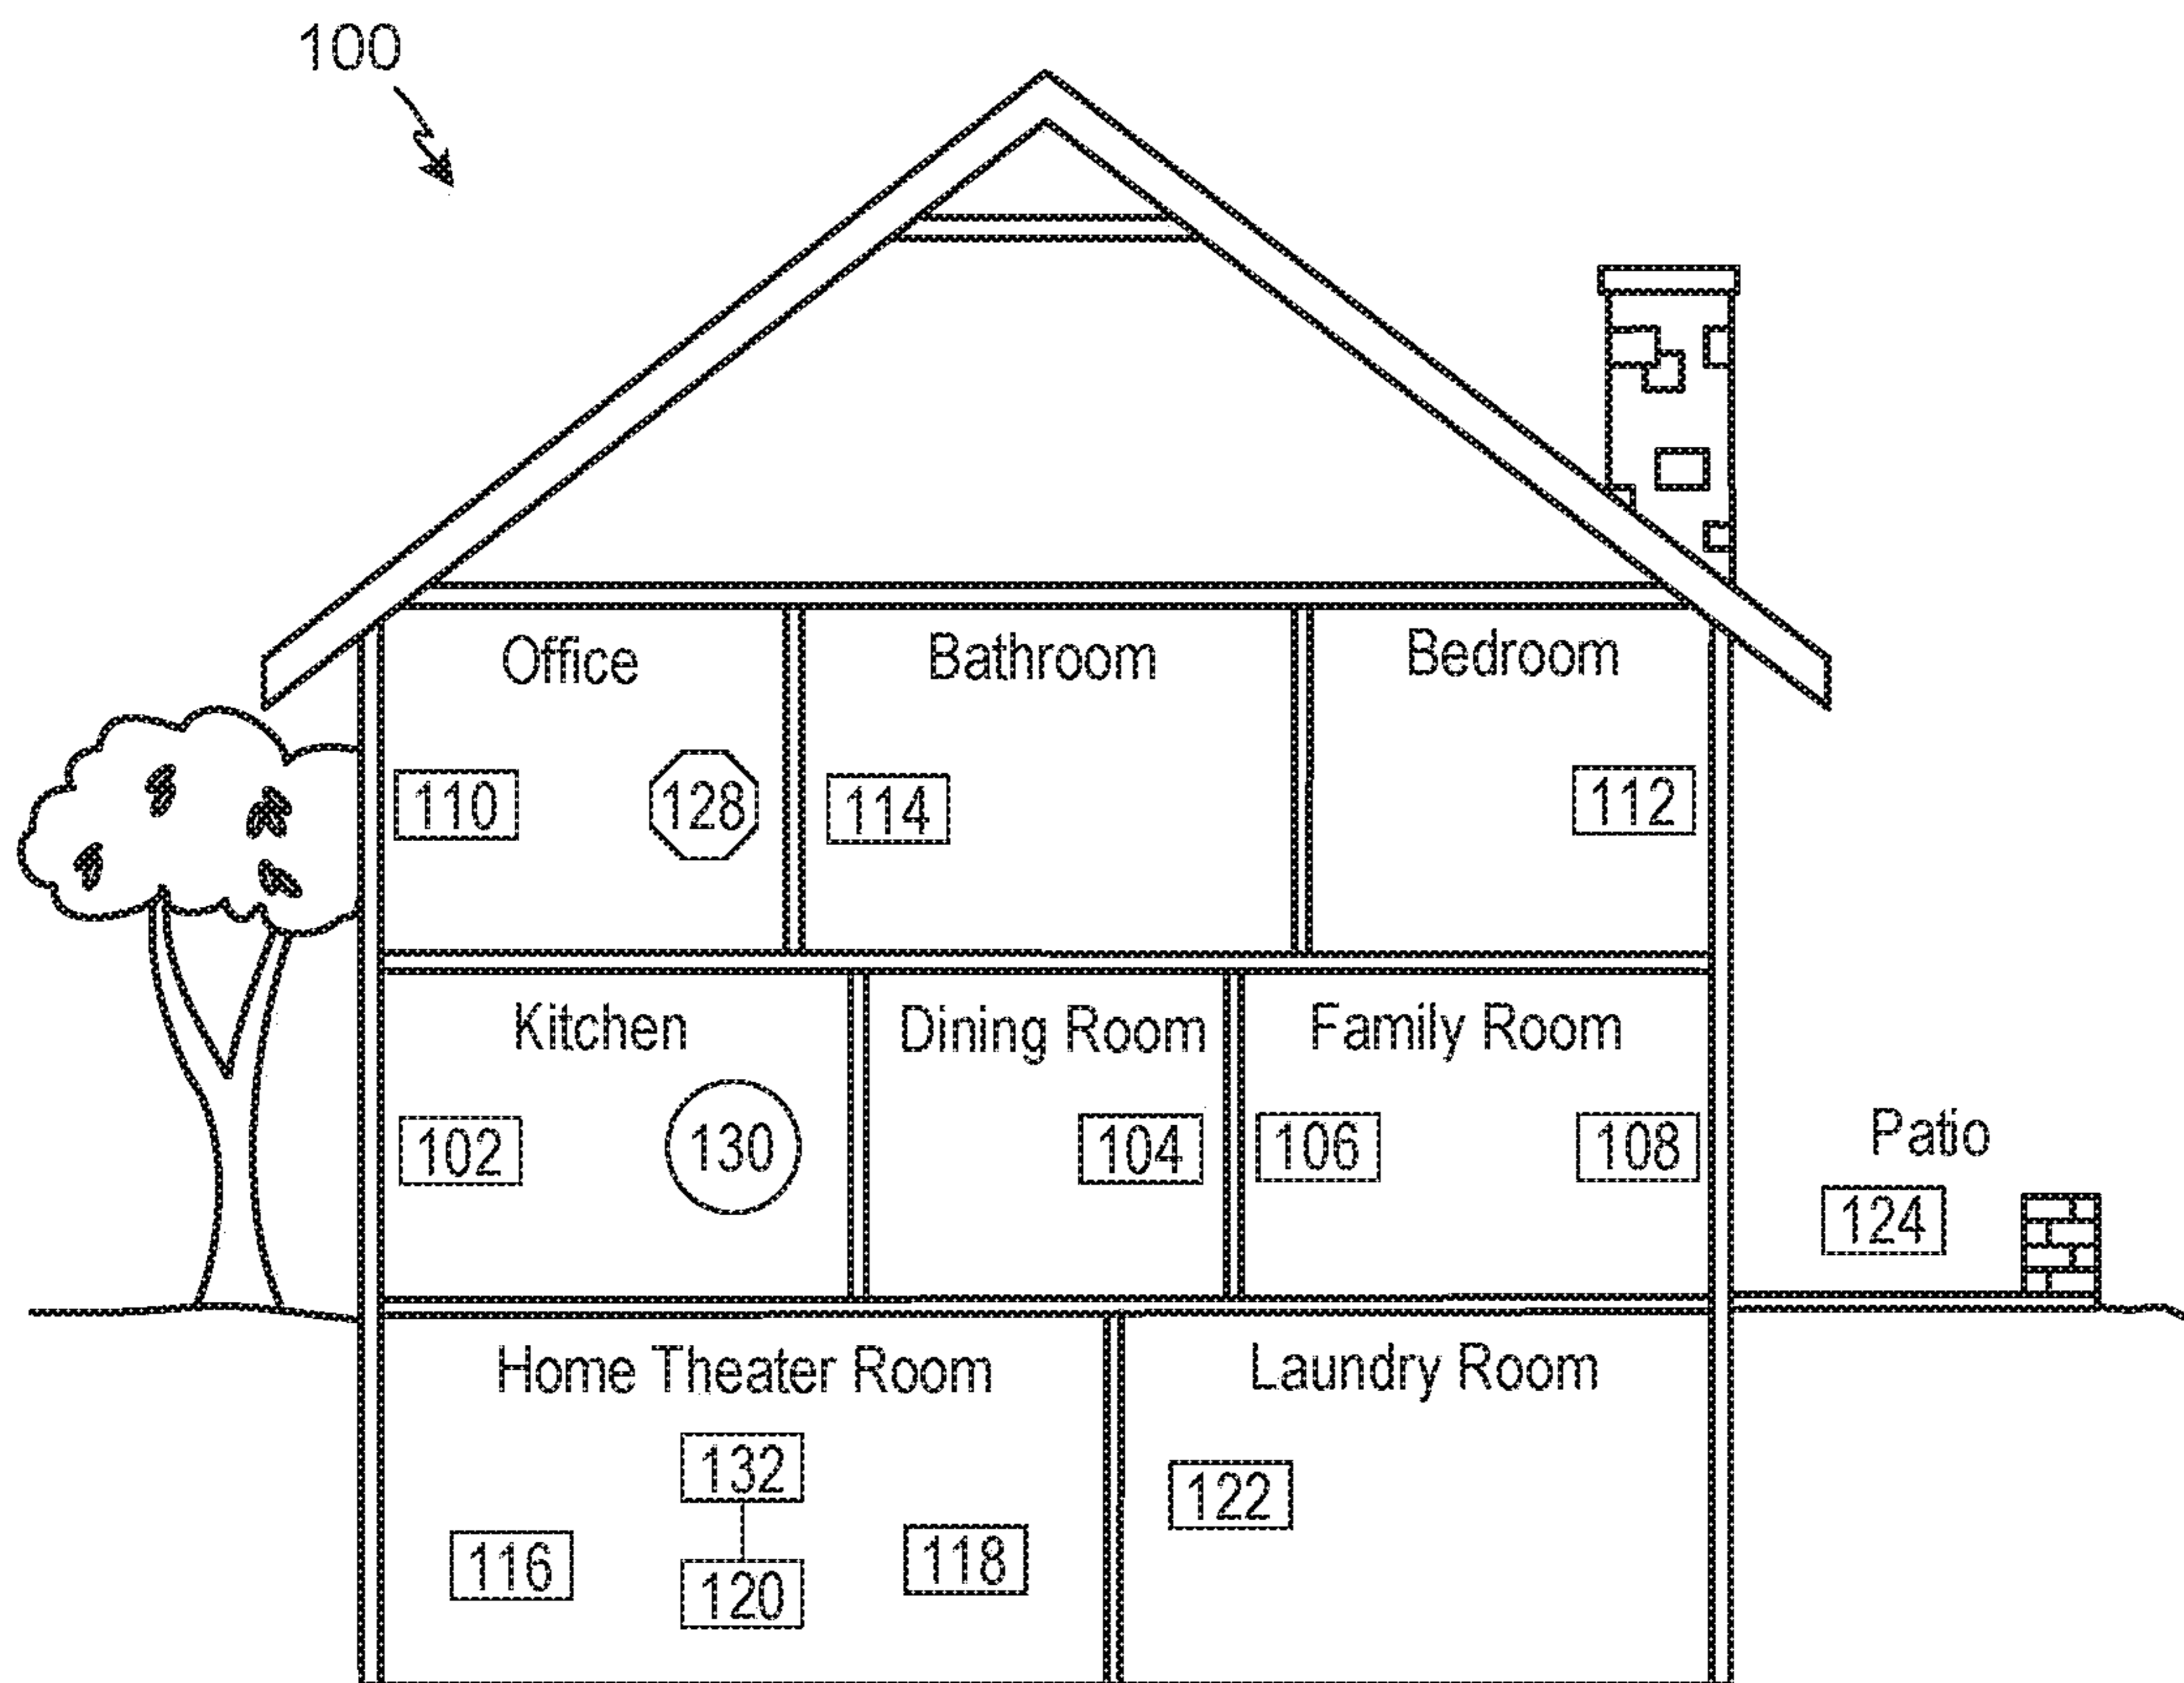 100
Office
Bathroom
Bedroom
110
128
114
112
Kitchen
Dining Room
Family Room
102
130
104
106
108
Patio
124
Home Theater Room
Laundry Room
132
122
116
118
120